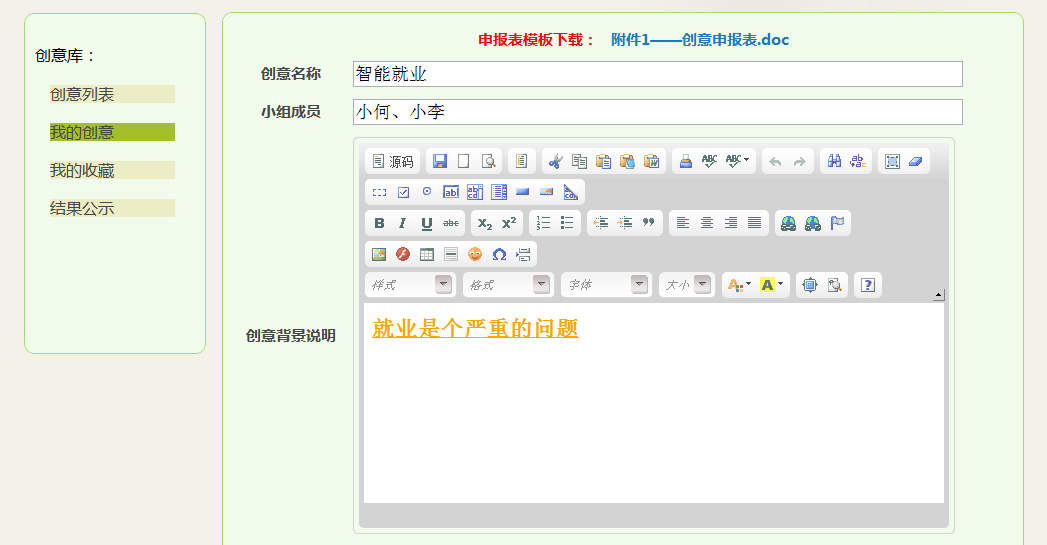 创意库：
创意列表
我的创意
我的收藏
结果公示
申报表模板下载： 附件1——创意申报表.doc
创意名称 智能就业
小组成员 小何、小李
创意背景说明
源码
样式 格式 字体 大小
就业是个严重的问题